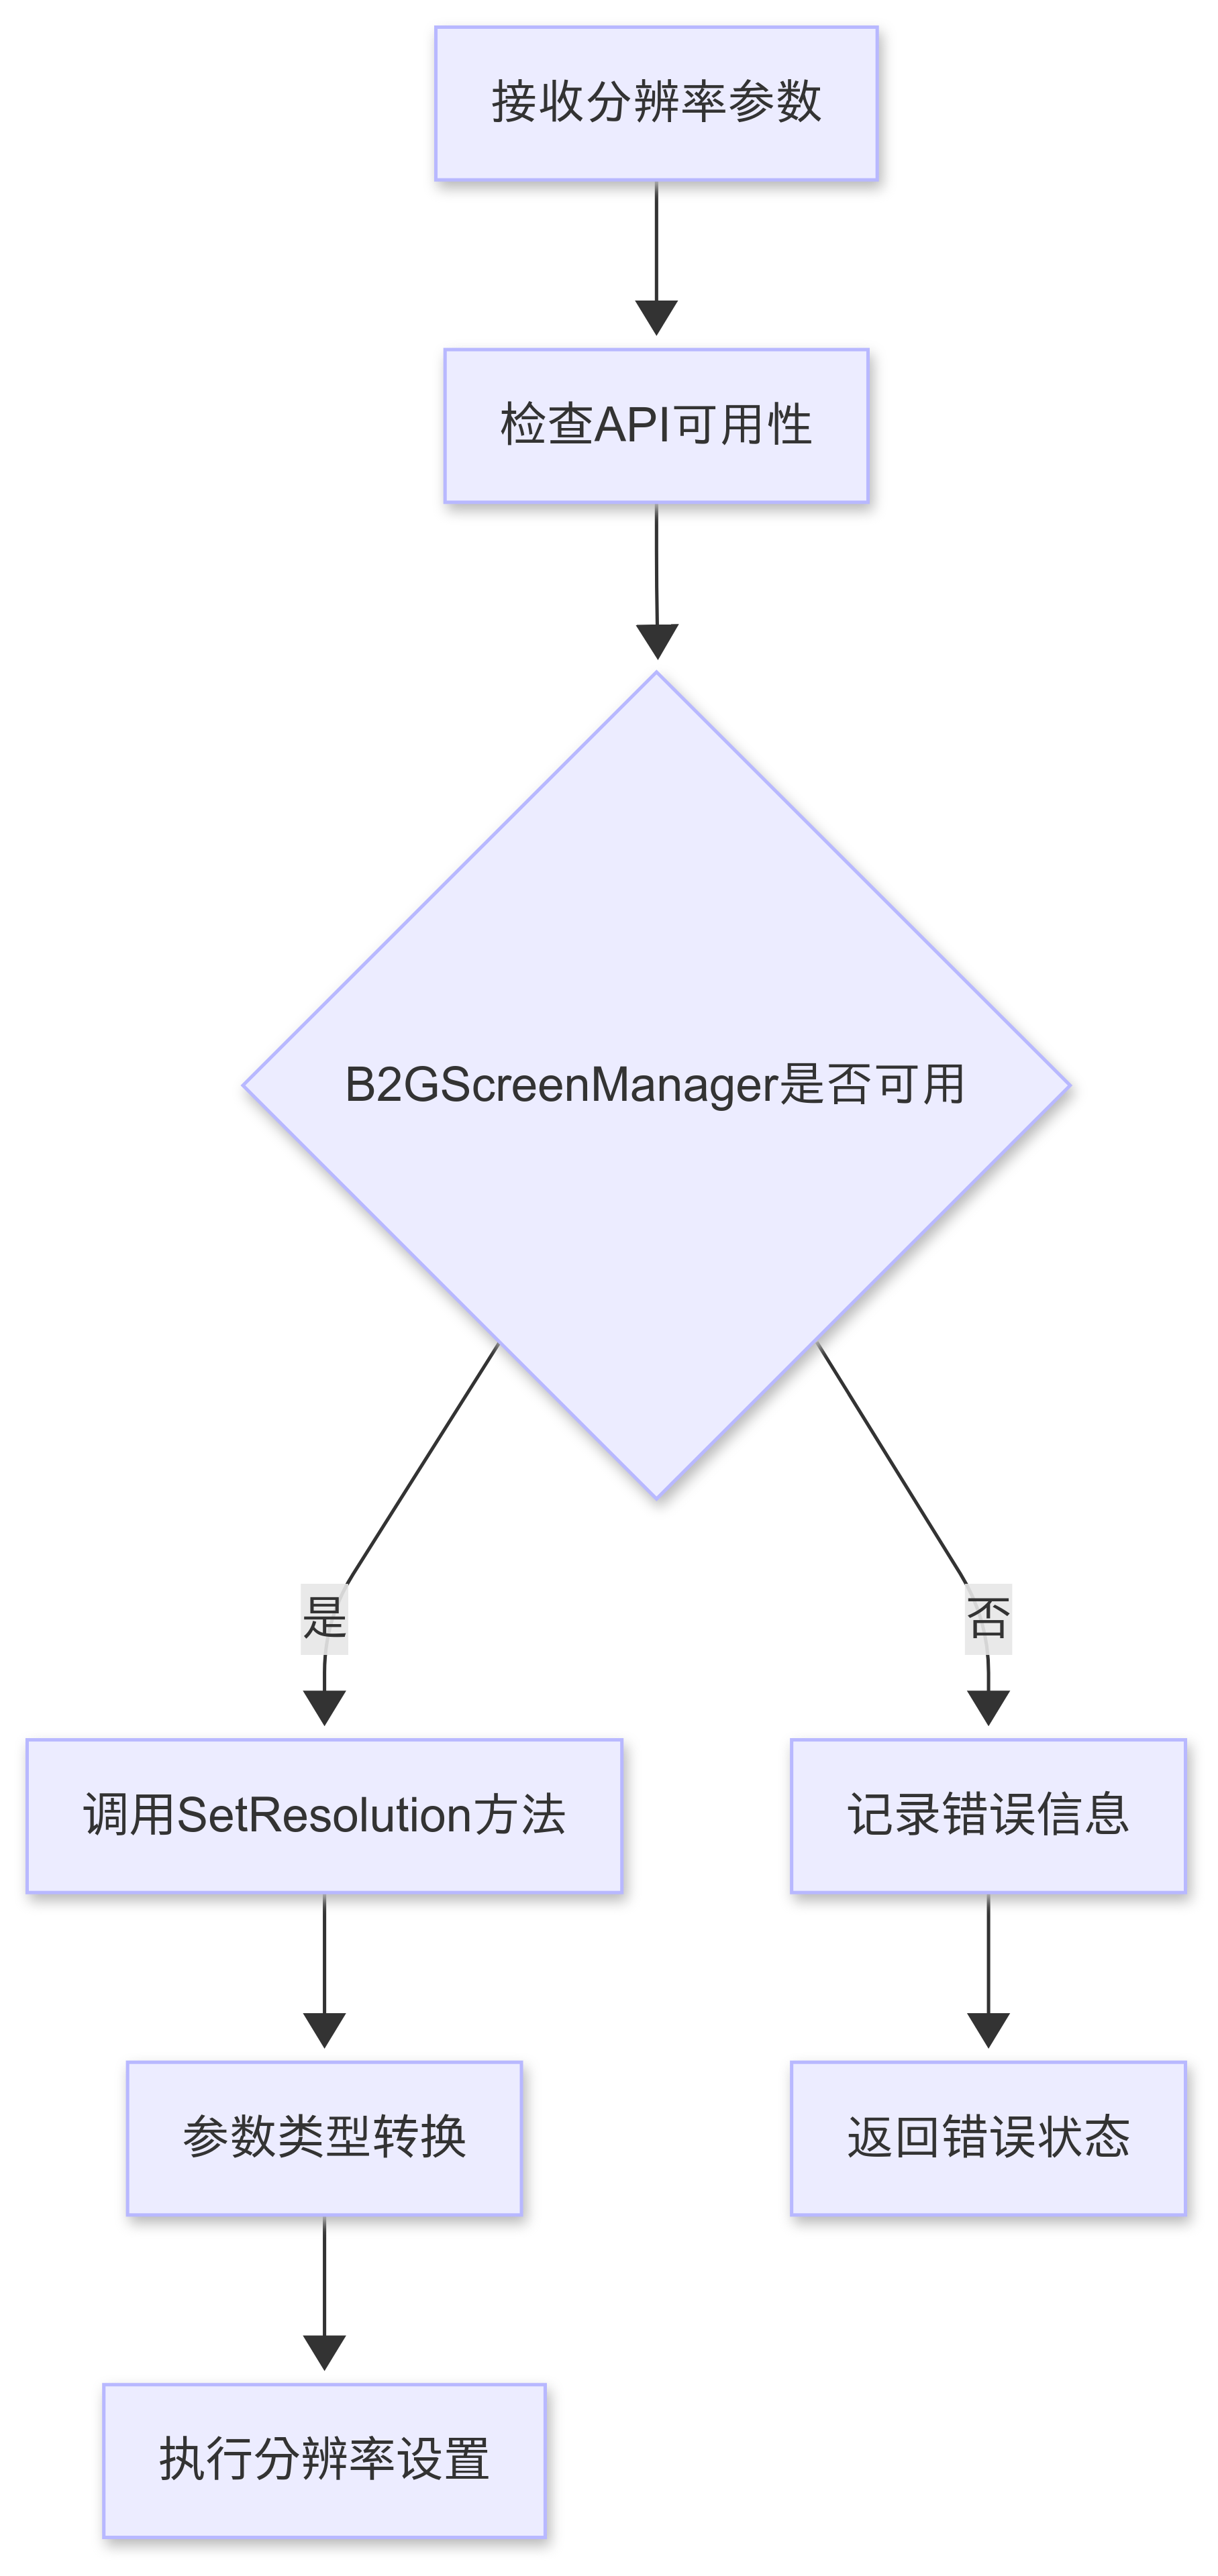 接收分辨率参数
检查API可用性
B2GScreenManager是否可用
是
否
调用SetResolution方法
记录错误信息
参数类型转换
返回错误状态
执行分辨率设置